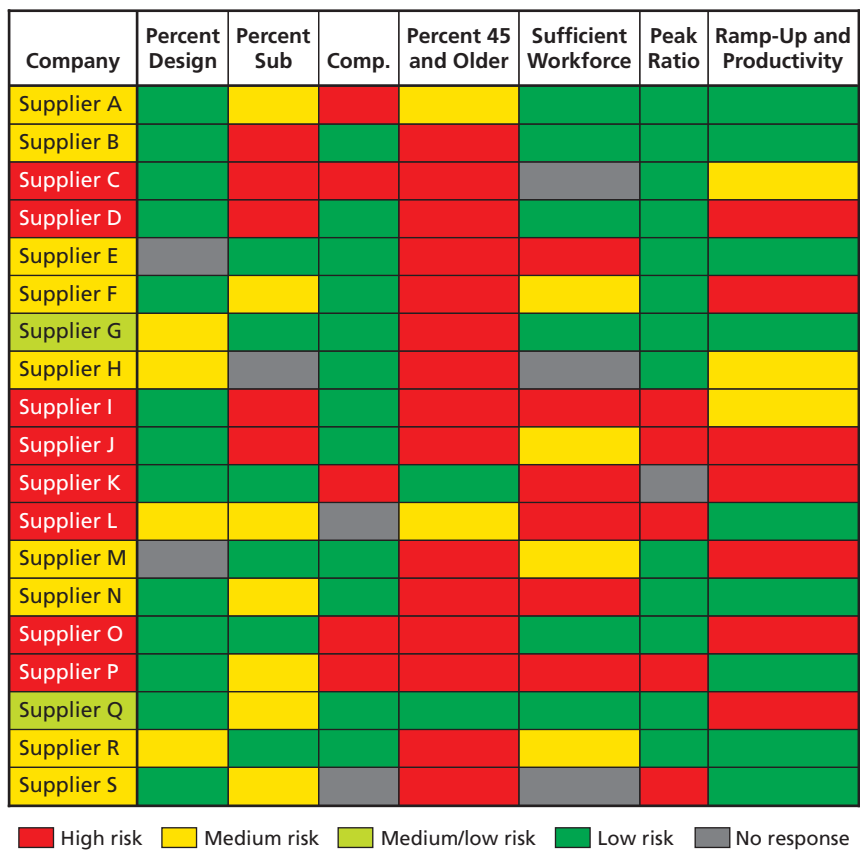 Company Percent Design Percent Sub Comp. Percent 45 and Older Sufficient Workforce Peak Ratio Ramp-Up and Productivity
Supplier A
Supplier B
Supplier C
Supplier D
Supplier E
Supplier F
Supplier G
Supplier H
Supplier I
Supplier J
Supplier K
Supplier L
Supplier M
Supplier N
Supplier O
Supplier P
Supplier Q
Supplier R
Supplier S
High risk Medium risk Medium/low risk Low risk No response